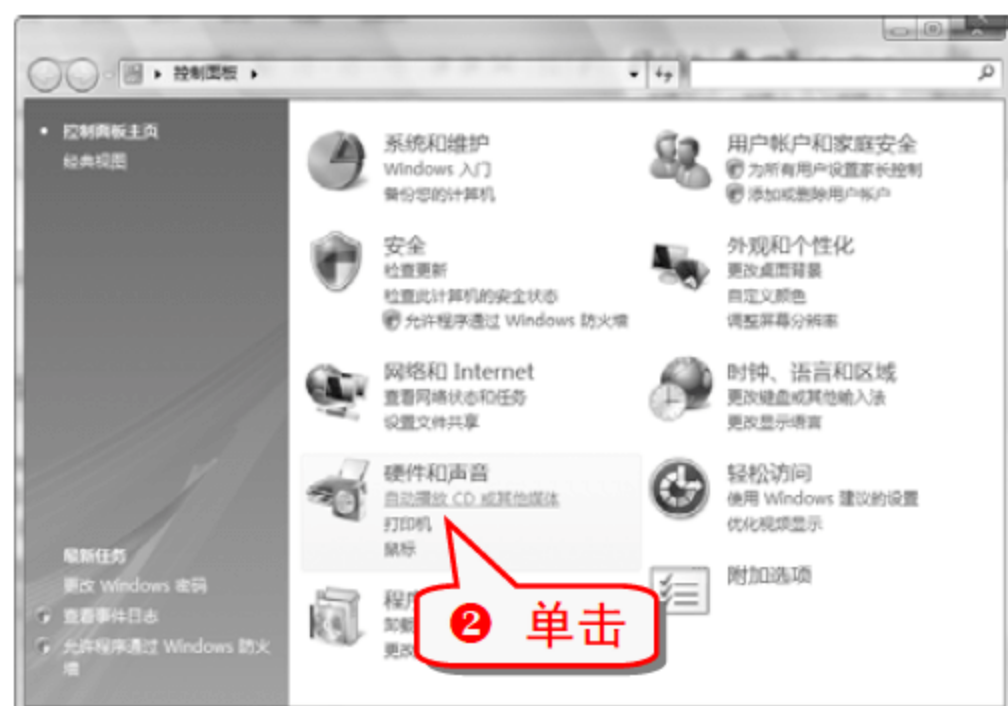 控制面板
控制面板主页
经典视图
系统和维护
Windows 入门
备份您的计算机
安全
检查更新
检查此计算机的安全状态
允许程序通过 Windows 防火墙
网络和 Internet
查看网络状态和任务
设置文件共享
硬件和声音
自动播放 CD 或其他媒体
打印机
鼠标
程序
卸载
更改
用户帐户和家庭安全
为所有用户设置家长控制
添加或删除用户帐户
外观和个性化
更改桌面背景
自定义颜色
调整屏幕分辨率
时钟、语言和区域
更改键盘或其他输入法
更改显示语言
轻松访问
使用 Windows 建议的设置
优化视频显示
附加选项
最新任务
更改 Windows 密码
查看事件日志
允许程序通过 Windows 防火
墙
❷ 单击